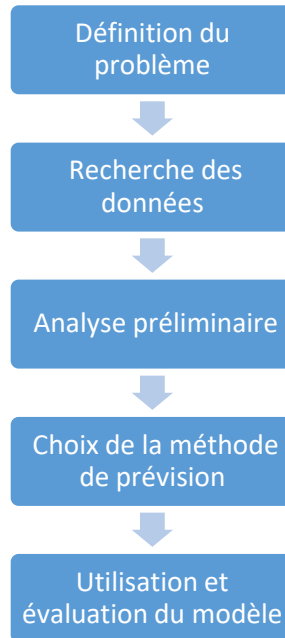 Définition du
problème
Recherche des
données
Analyse préliminaire
Choix de la méthode
de prévision
Utilisation et
évaluation du modèle